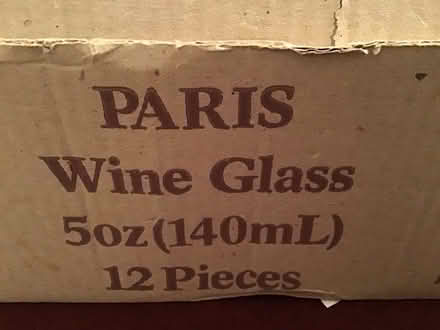 PARIS
Wine Glass
5oz(140mL)
12 Pieces